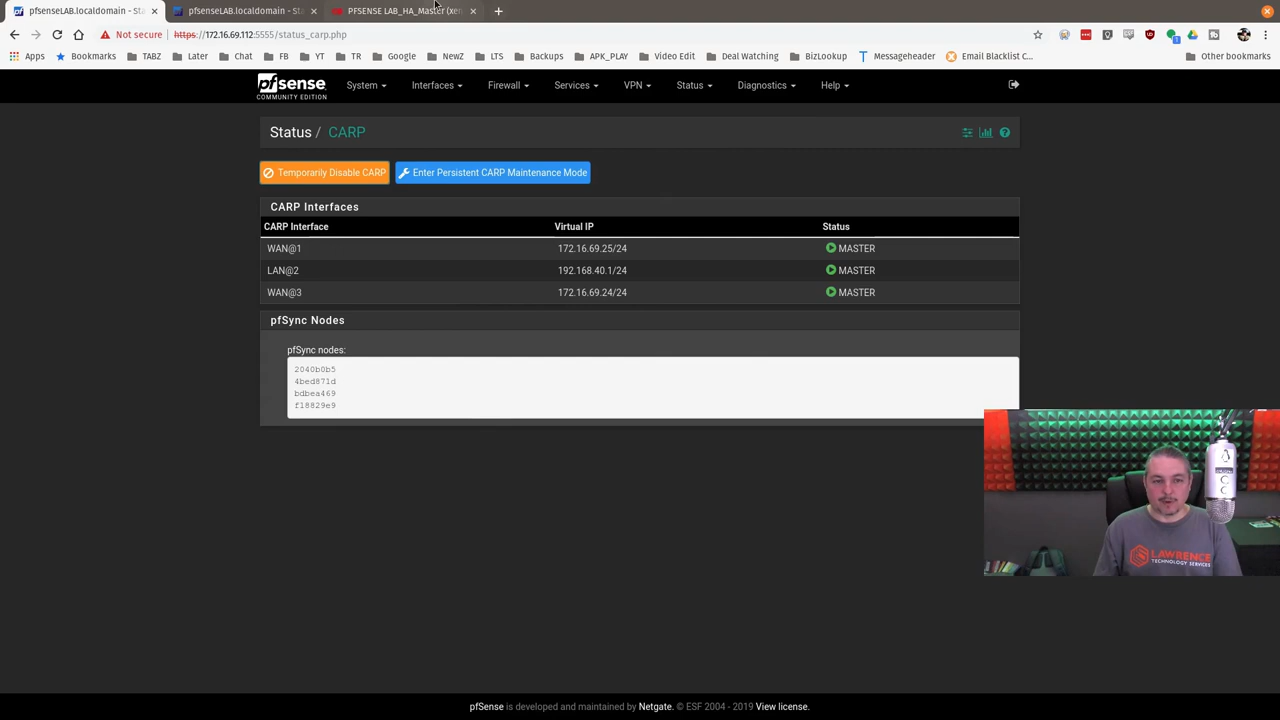 pfsenseLAB.localdomain - Sta
pfsenseLAB.localdomain - Sta
PFSENSE LAB_HA_Master (xen
Not secure
https://172.16.69.112:5555/status_carp.php
Apps
Bookmarks
TABZ
Later
Chat
FB
YT
TR
Google
NewZ
LTS
Backups
APK_PLAY
Video Edit
Deal Watching
BizLookup
Messageheader
Email Blacklist C…
Other bookmarks
pfsense
COMMUNITY EDITION
System
Interfaces
Firewall
Services
VPN
Status
Diagnostics
Help
Status / CARP
Temporarily Disable CARP
Enter Persistent CARP Maintenance Mode
CARP Interfaces
CARP Interface Virtual IP Status
WAN@1 172.16.69.25/24 MASTER
LAN@2 192.168.40.1/24 MASTER
WAN@3 172.16.69.24/24 MASTER
pfSync Nodes
pfSync nodes:
2040b0b5
4bed871d
bdbea469
f18829e9
LAWRENCE
TECHNOLOGY SERVICES
pfSense is developed and maintained by Netgate. © ESF 2004 - 2019 View license.